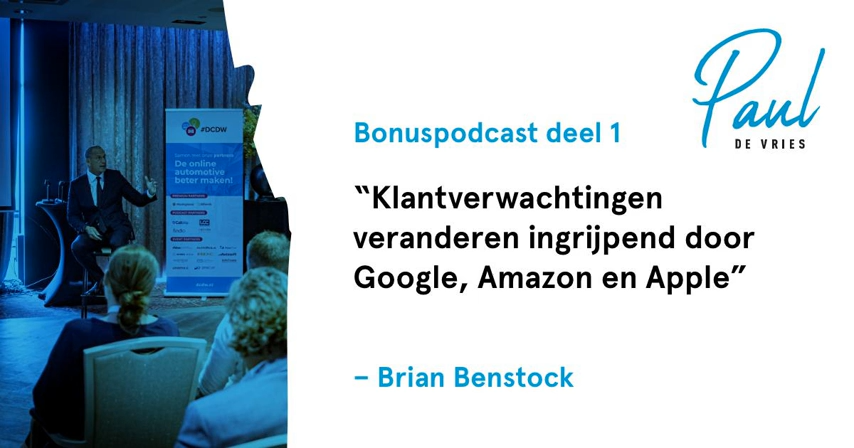 Paul
DE VRIES
Bonuspodcast deel 1
“Klantverwachtingen
veranderen ingrijpend door
Google, Amazon en Apple”
– Brian Benstock
#DCDW
De online
automotive
beter maken!